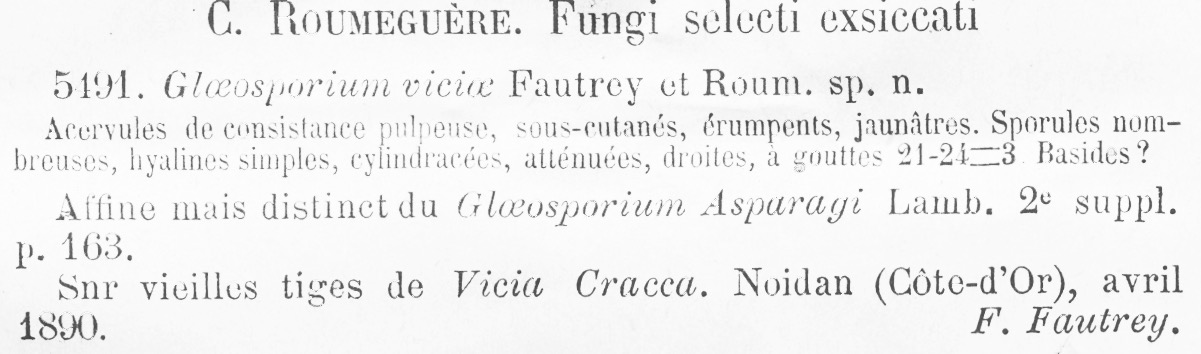 C. ROUMEGUÈRE. Fungi selecti exsiccati
5491. Glœosporium viciæ Fautrey et Roum. sp. n.
Acervules de consistance pulpeuse, sous-cutanés, érumpents, jaunâtres. Sporules nom-
breuses, hyalines simples, cylindracées, atténuées, droites, à gouttes 21-24=3 Basides?
Affine mais distinct du Glœosporium Asparagi Lamb. 2e suppl.
p. 163.
Snr vieilles tiges de Vicia Cracca. Noidan (Côte-d'Or), avril
1890. F. Fautrey.